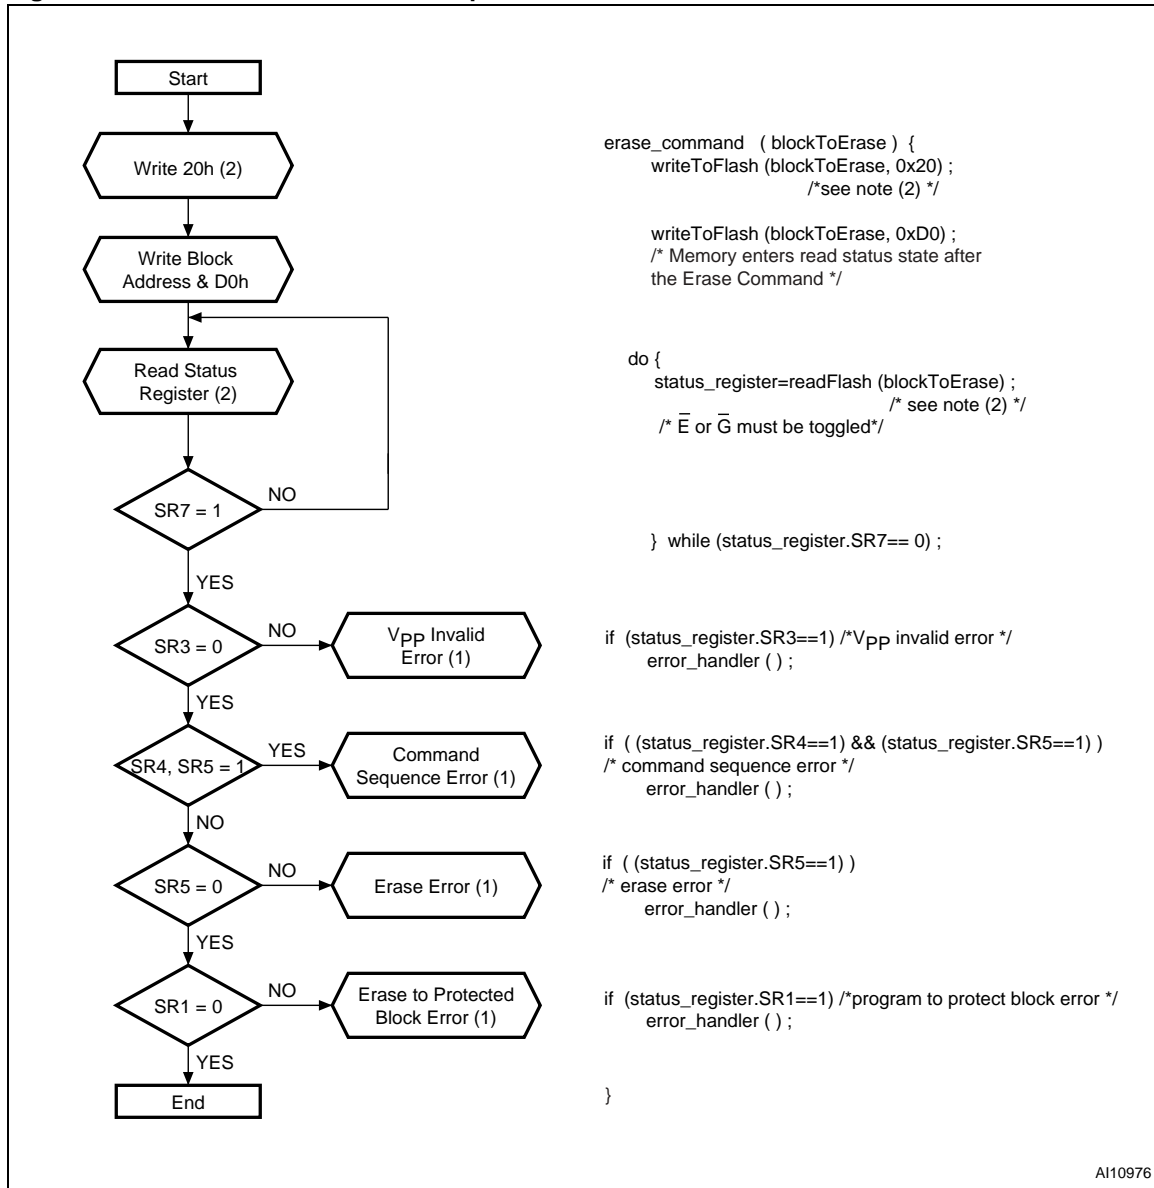 Start
Write 20h (2)
Write Block
Address & D0h
Read Status
Register (2)
SR7 = 1
NO
YES
SR3 = 0
NO
VPP Invalid
Error (1)
YES
SR4, SR5 = 1
YES
Command
Sequence Error (1)
NO
SR5 = 0
NO
Erase Error (1)
YES
SR1 = 0
NO
Erase to Protected
Block Error (1)
YES
End
erase_command ( blockToErase ) {
writeToFlash (blockToErase, 0x20) ;
/*see note (2) */
writeToFlash (blockToErase, 0xD0) ;
/* Memory enters read status state after
the Erase Command */
do {
status_register=readFlash (blockToErase) ;
/* see note (2) */
/* E̅ or G̅ must be toggled*/
} while (status_register.SR7== 0) ;
if (status_register.SR3==1) /*VPP invalid error */
error_handler ( ) ;
if ( (status_register.SR4==1) && (status_register.SR5==1) )
/* command sequence error */
error_handler ( ) ;
if ( (status_register.SR5==1) )
/* erase error */
error_handler ( ) ;
if (status_register.SR1==1) /*program to protect block error */
error_handler ( ) ;
}
AI10976